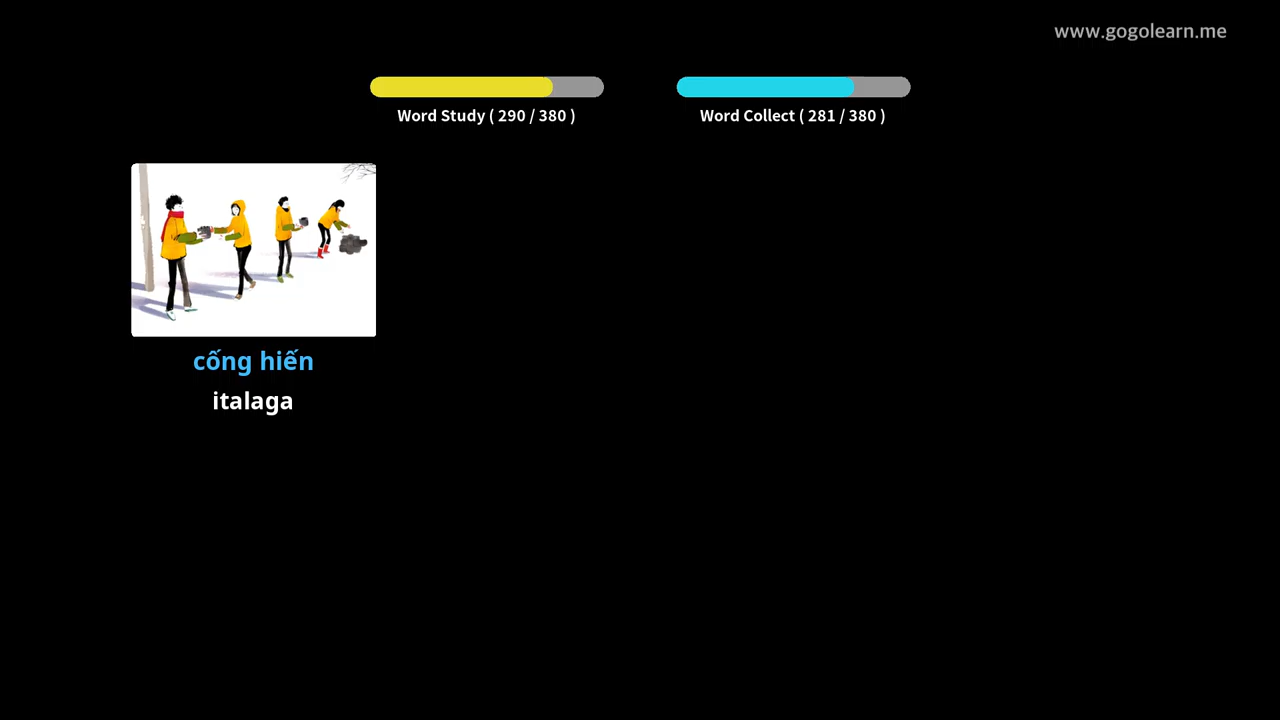 www.gogolearn.me
Word Study ( 290 / 380 )
Word Collect ( 281 / 380 )
cống hiến
italaga